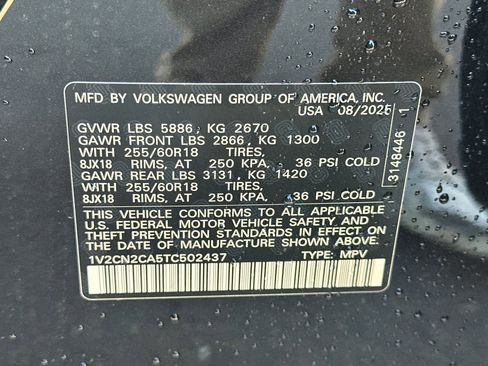 MFD BY VOLKSWAGEN GROUP OF AMERICA, INC.
USA 08/2025
GVWR LBS 5886, KG 2670
GAWR FRONT LBS 2866, KG 1300
WITH 255/60R18 TIRES,
8JX18 RIMS, AT 250 KPA, 36 PSI COLD
GAWR REAR LBS 3131, KG 1420
WITH 255/60R18 TIRES,
8JX18 RIMS, AT 250 KPA, 36 PSI COLD
THIS VEHICLE CONFORMS TO ALL APPLICABLE
U.S. FEDERAL MOTOR VEHICLE SAFETY AND
THEFT PREVENTION STANDARDS IN EFFECT ON
THE DATE OF MANUFACTURE SHOWN ABOVE.
1V2CN2CA5TC502437 TYPE: MPV
3148446 1